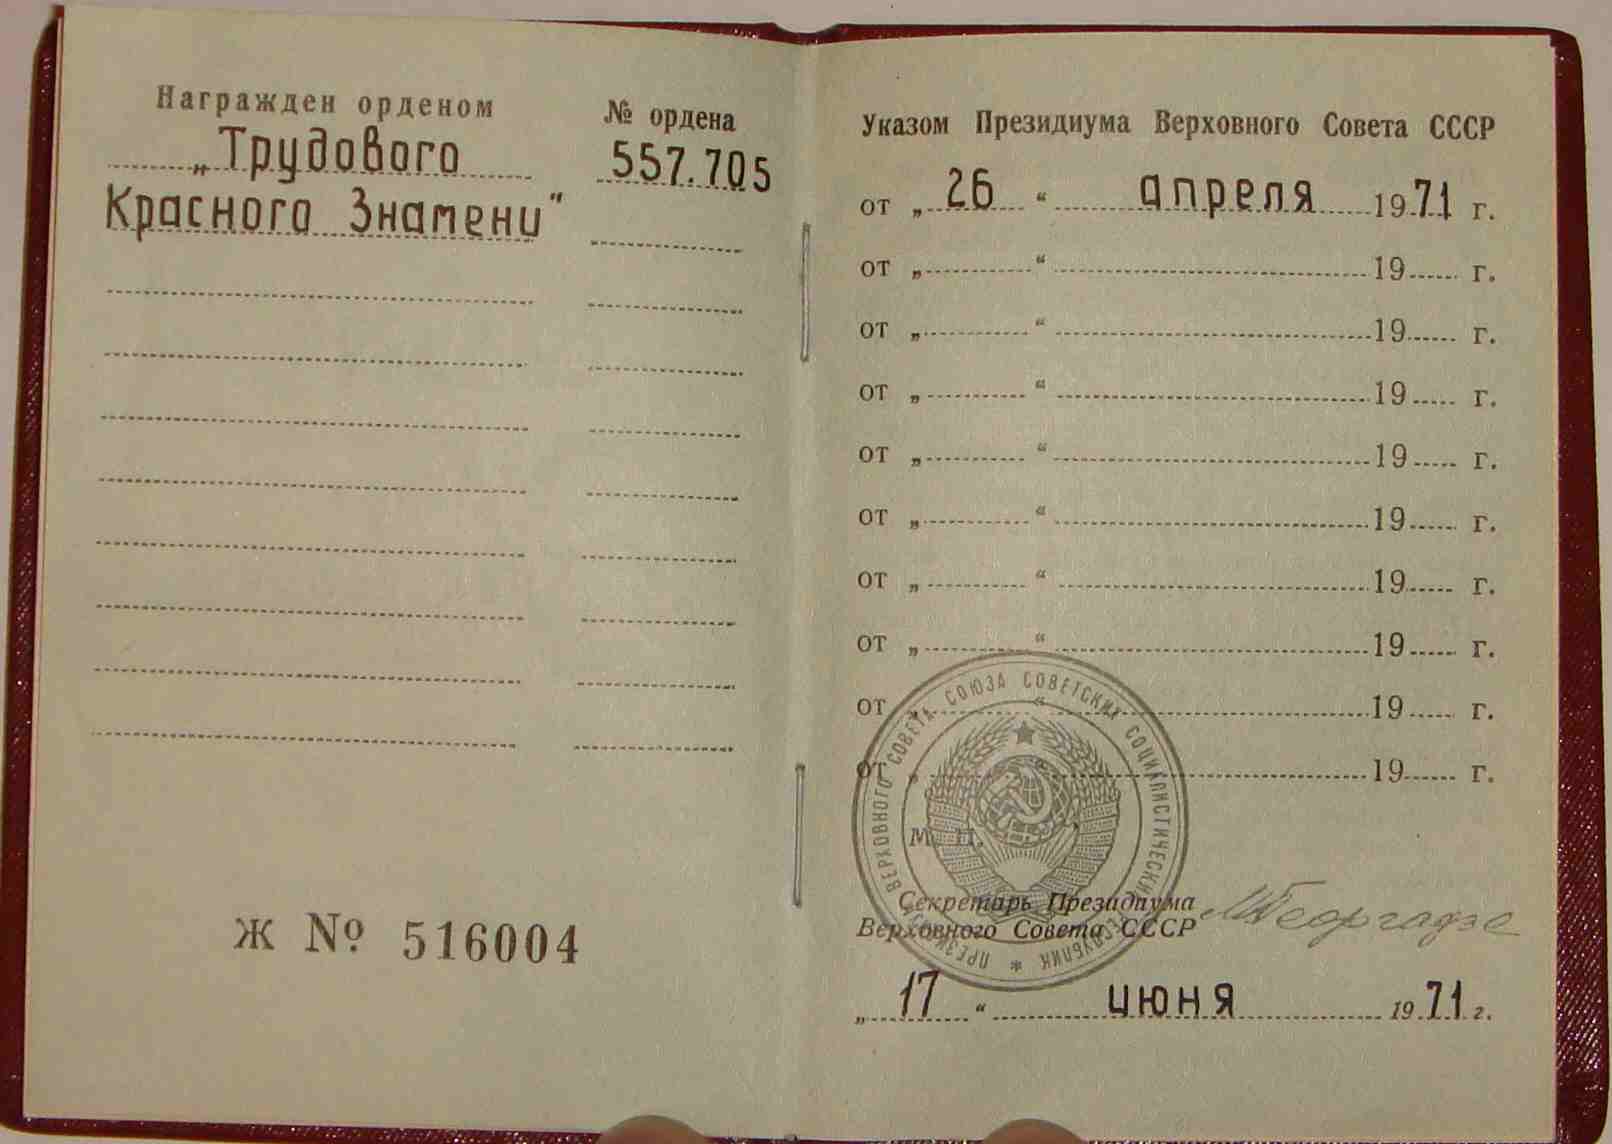 Награжден орденом
„Трудового
Красного Знамени“
№ ордена
557.705
Ж № 516004
Указом Президиума Верховного Совета СССР
от „ 26 “ апреля 1971 г.
от „ “ 19 г.
от „ “ 19 г.
от „ “ 19 г.
от „ “ 19 г.
от „ “ 19 г.
от „ “ 19 г.
от „ “ 19 г.
от „ “ 19 г.
от „ “ 19 г.
М. П.
ПРЕЗИДИУМ ВЕРХОВНОГО СОВЕТА СОЮЗА СОВЕТСКИХ СОЦИАЛИСТИЧЕСКИХ РЕСПУБЛИК *
Секретарь Президиума
Верховного Совета СССР
М Георгадзе
„ 17 “ июня 1971 г.